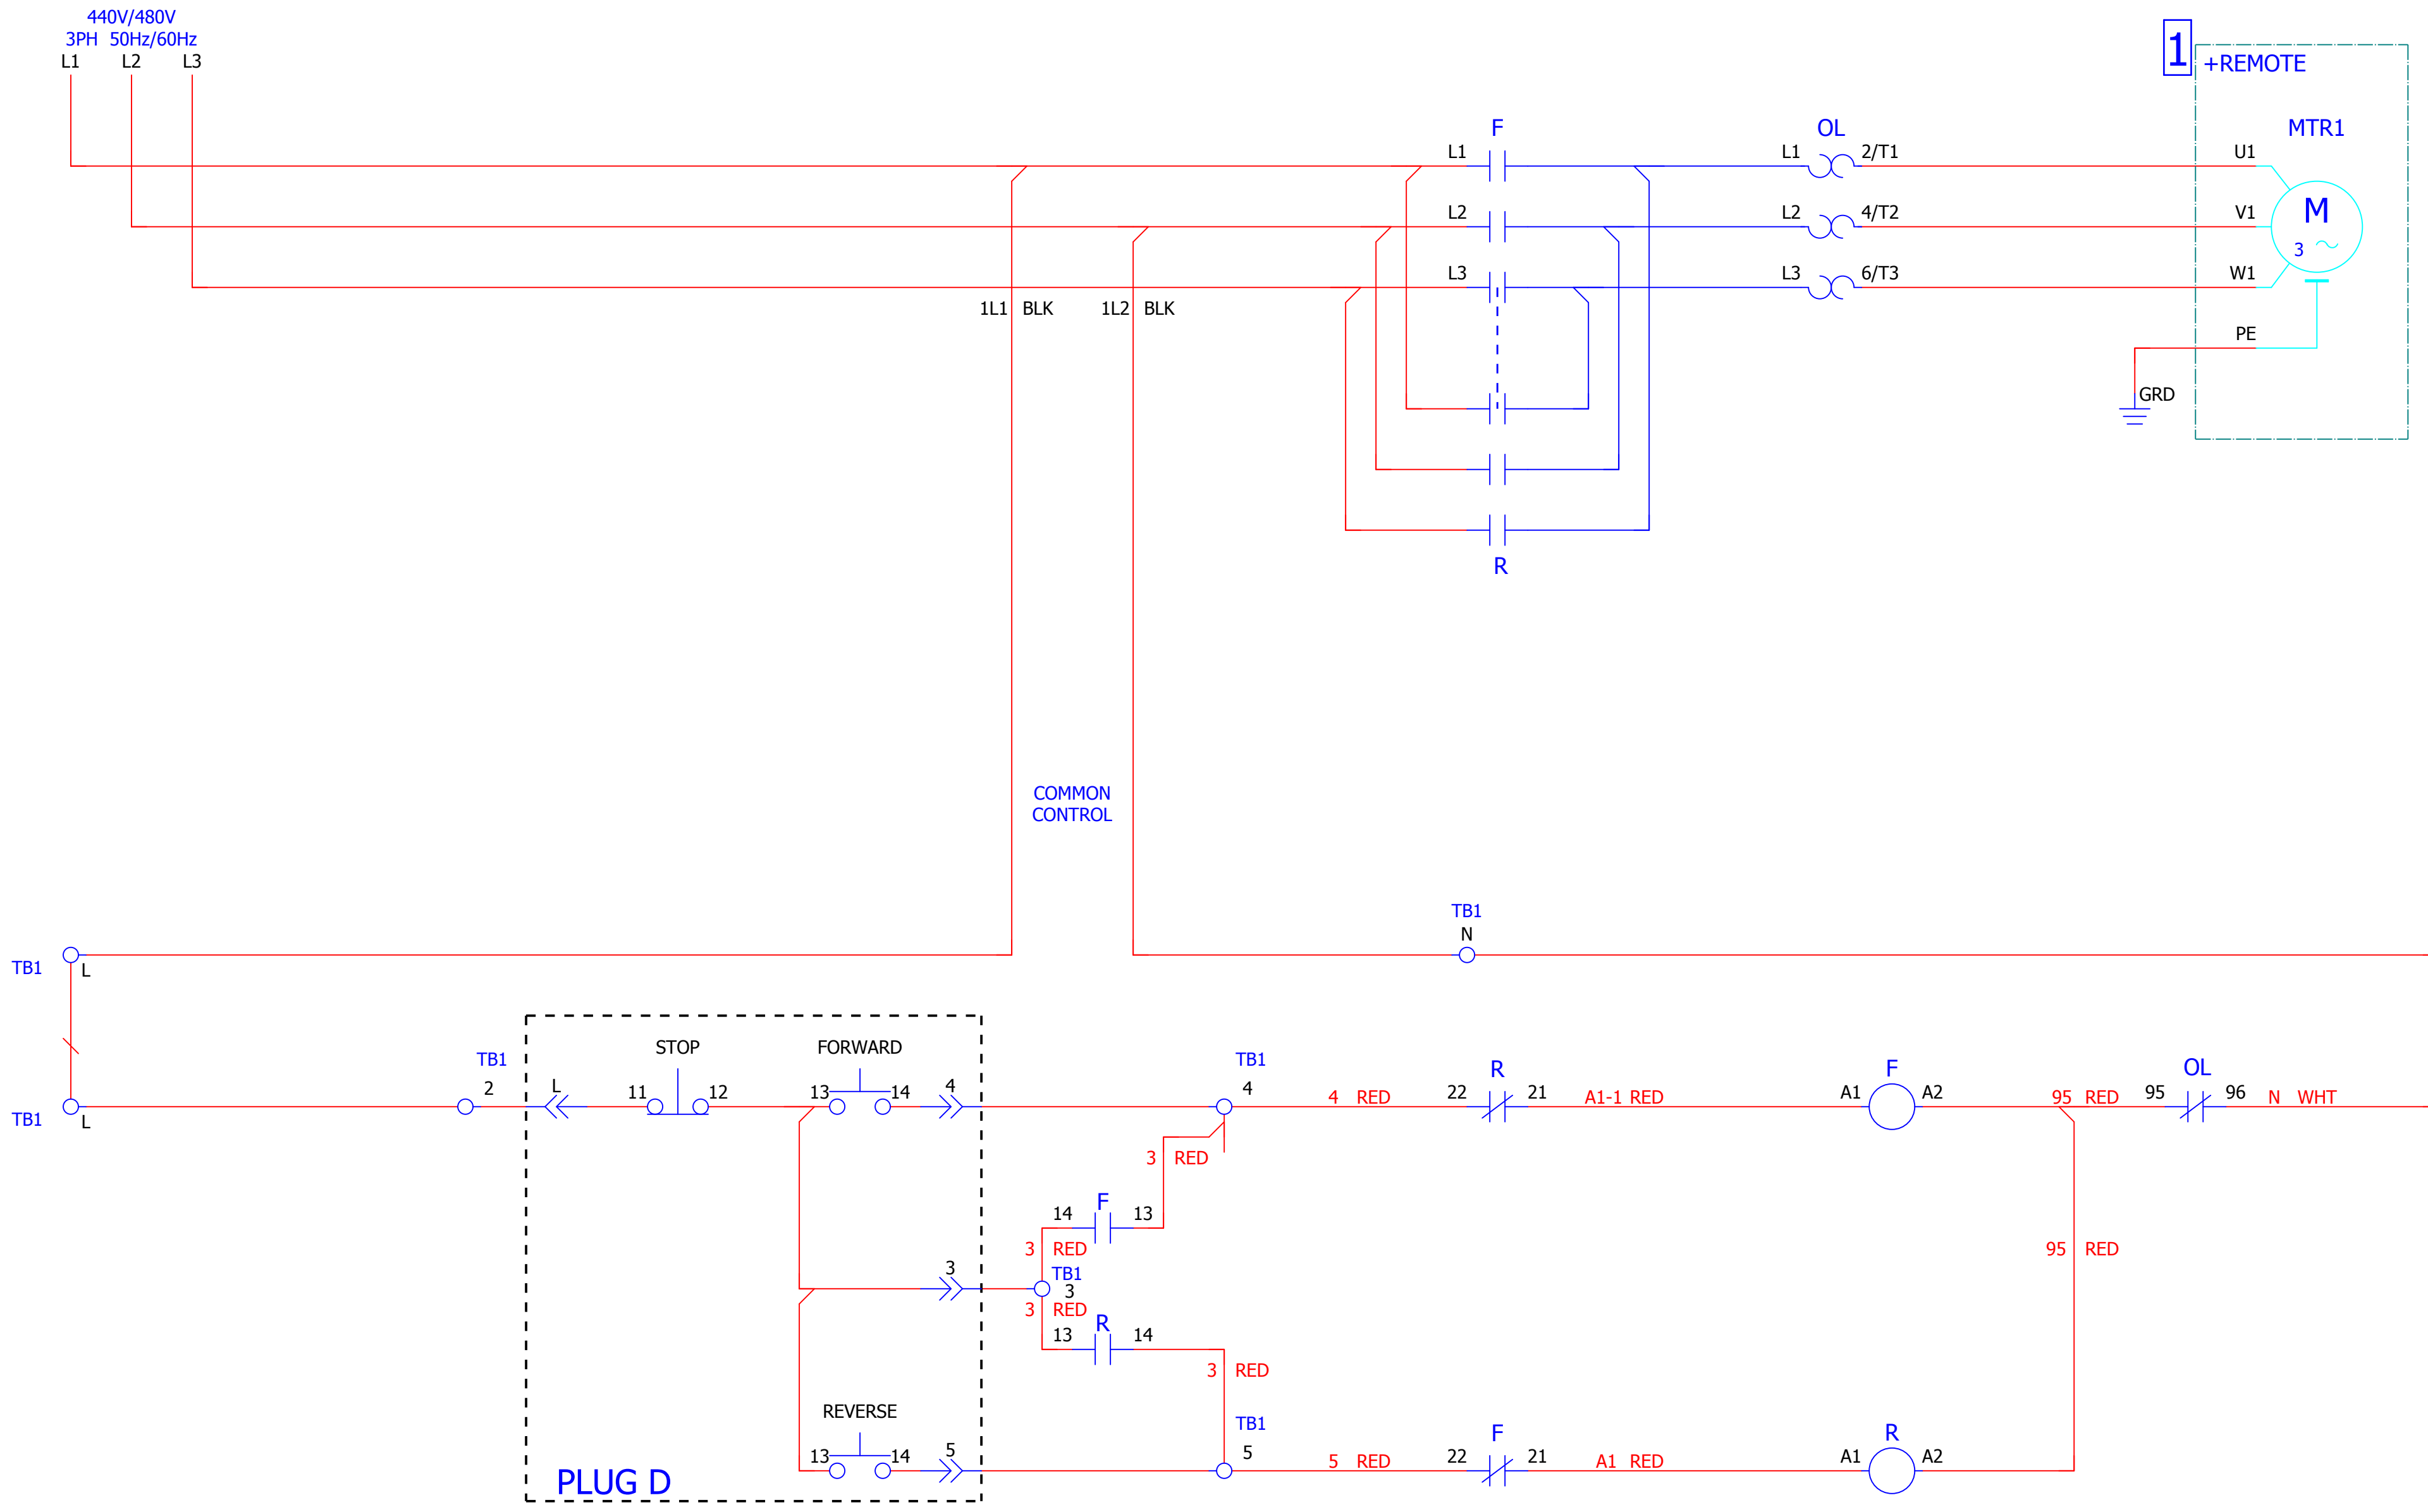 440V/480V
3PH 50Hz/60Hz
L1 L2 L3
1
+REMOTE
F OL MTR1
L1 L1 2/T1 U1
L2 L2 4/T2 V1
M
3
L3 L3 6/T3 W1
1L1 BLK 1L2 BLK
PE
GRD
R
COMMON
CONTROL
TB1
N
TB1 L
STOP FORWARD
TB1 TB1 R F OL
2 L 11 12 13 14 4 4
4 RED 22 21 A1-1 RED A1 A2 95 RED 95 96 N WHT
TB1 L
3 RED
F
14 13
3 RED 95 RED
3 TB1
3
3 RED
R
13 14
3 RED
REVERSE
TB1 F R
13 14 5 5
5 RED 22 21 A1 RED A1 A2
PLUG D